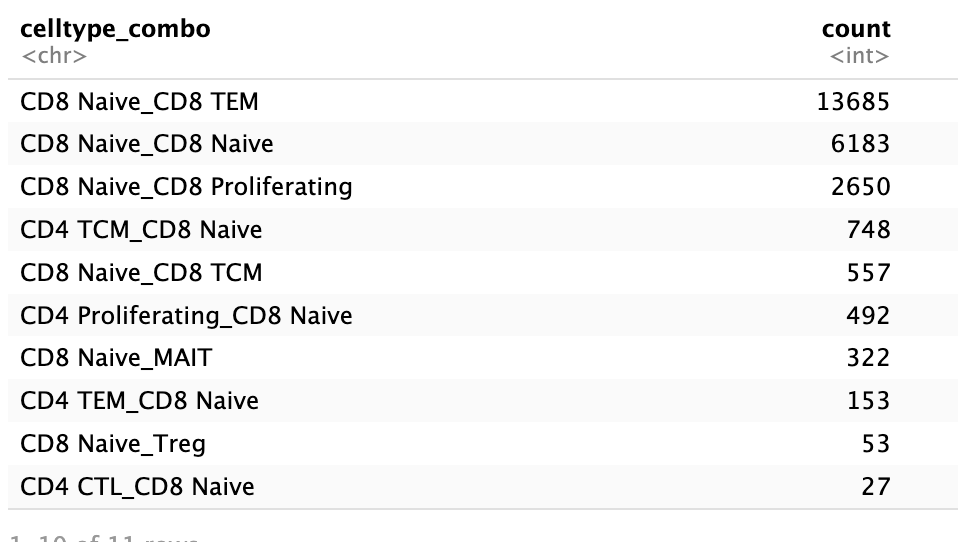 celltype_combo count
<chr> <int>
CD8 Naive_CD8 TEM 13685
CD8 Naive_CD8 Naive 6183
CD8 Naive_CD8 Proliferating 2650
CD4 TCM_CD8 Naive 748
CD8 Naive_CD8 TCM 557
CD4 Proliferating_CD8 Naive 492
CD8 Naive_MAIT 322
CD4 TEM_CD8 Naive 153
CD8 Naive_Treg 53
CD4 CTL_CD8 Naive 27
1-10 of 11 rows